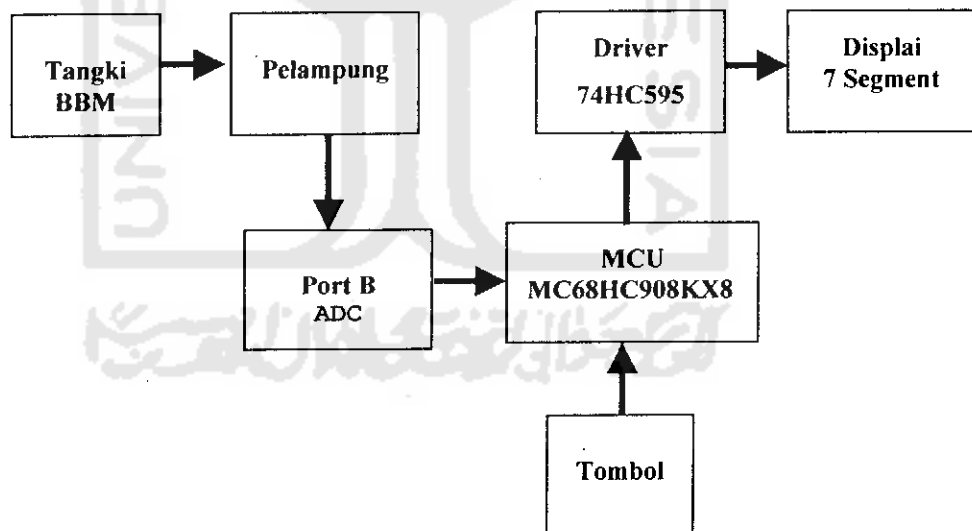 Tangki
BBM
Pelampung
Driver
74HC595
Displai
7 Segment
Port B
ADC
MCU
MC68HC908KX8
Tombol